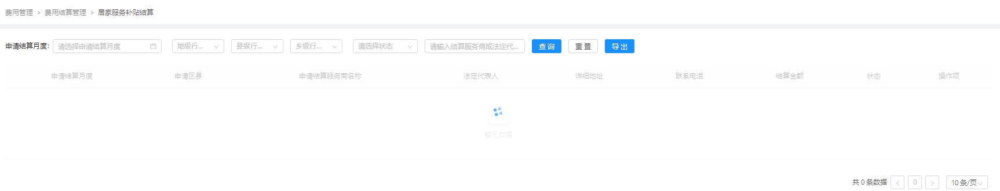 费用管理 > 费用结算管理 > 居家服务补贴结算
申请结算月度: 请选择申请结算月度 地级行... 县级行... 乡级行... 请选择状态 请输入结算服务商或法定代... 查询 重置 导出
申请结算月度 申请区县 申请结算服务商名称 法定代表人 详细地址 联系电话 结算金额 状态 操作项
暂无数据
共 0 条数据 < 0 > 10 条/页